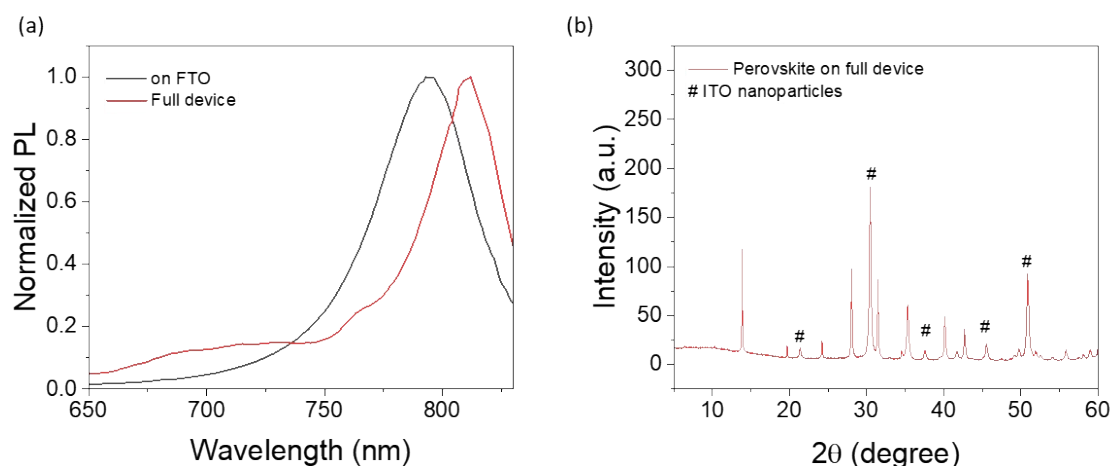 (a)
Normalized PL
1.0
0.8
0.6
0.4
0.2
0.0
on FTO
Full device
650 700 750 800
Wavelength (nm)
(b)
Intensity (a.u.)
300
250
200
150
100
50
0
Perovskite on full device
# ITO nanoparticles
#
#
#
#
#
10 20 30 40 50 60
2θ (degree)